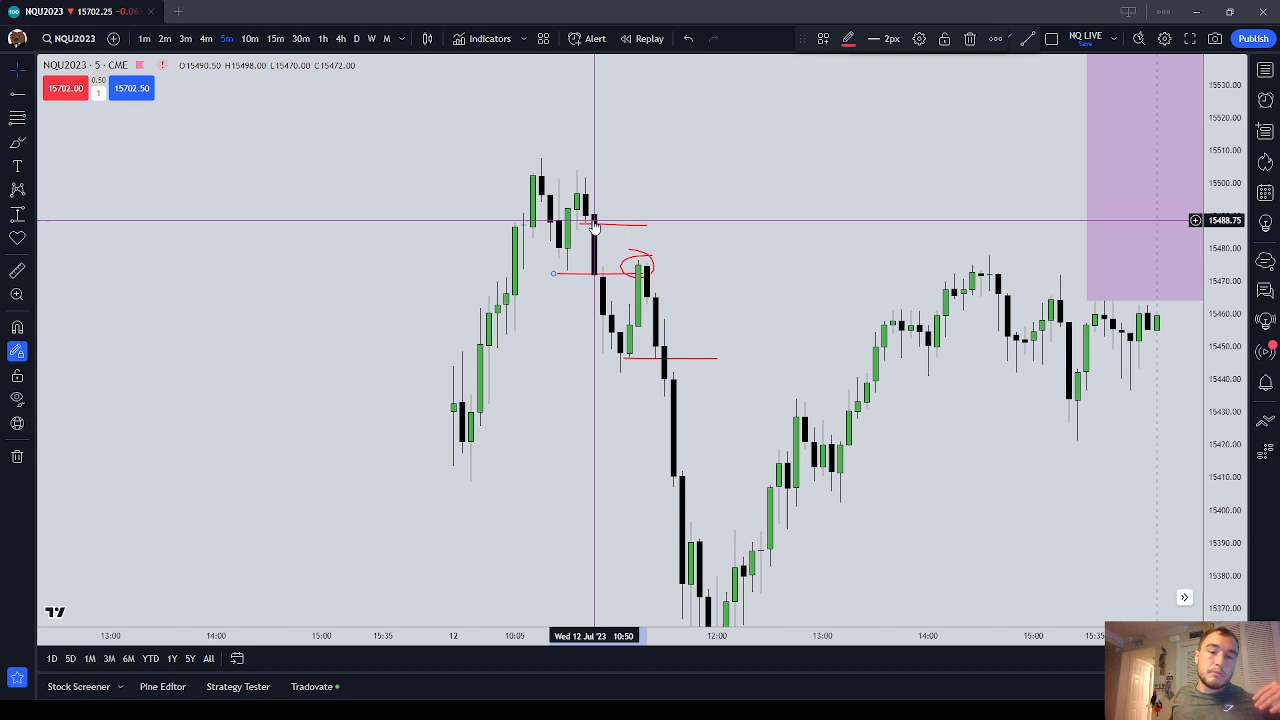 NQU2023 ▼ 15702.25 -0.06
NQU2023 1m 2m 3m 4m 5m 10m 15m 30m 1h 4h D W M Indicators Alert Replay 2px NQ LIVE Save Publish
NQU2023 · 5 · CME O15490.50 H15498.00 L15470.00 C15472.00
15702.00 0.50 1 15702.50
15530.00
15520.00
15510.00
15500.00
15488.75
15480.00
15470.00
15460.00
15450.00
15440.00
15430.00
15420.00
15410.00
15400.00
15390.00
15380.00
15370.00
13:00 14:00 15:00 15:35 12 10:05 Wed 12 Jul '23 10:50 12:00 13:00 14:00 15:00 15:35
1D 5D 1M 3M 6M YTD 1Y 5Y All
Stock Screener Pine Editor Strategy Tester Tradovate